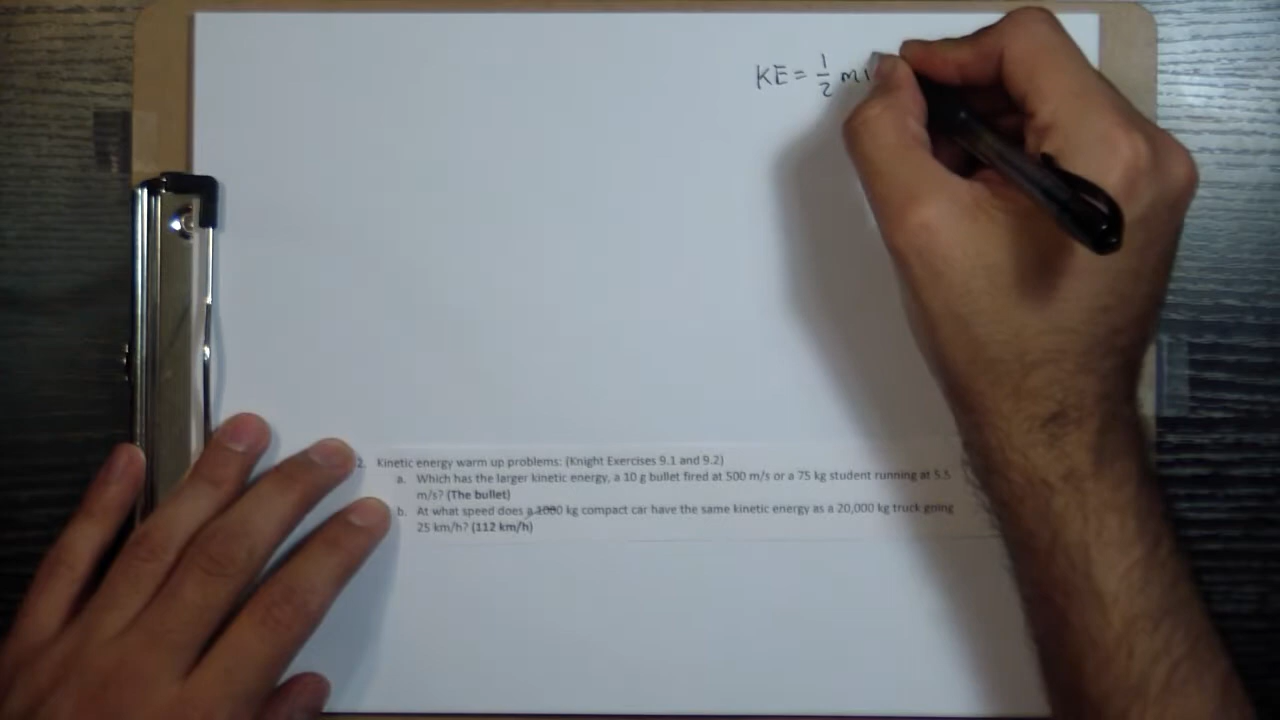 KE = 1/2 m
2. Kinetic energy warm up problems: (Knight Exercises 9.1 and 9.2)
a. Which has the larger kinetic energy, a 10 g bullet fired at 500 m/s or a 75 kg student running at 5.5
m/s? (The bullet)
b. At what speed does a 1000 kg compact car have the same kinetic energy as a 20,000 kg truck going
25 km/h? (112 km/h)